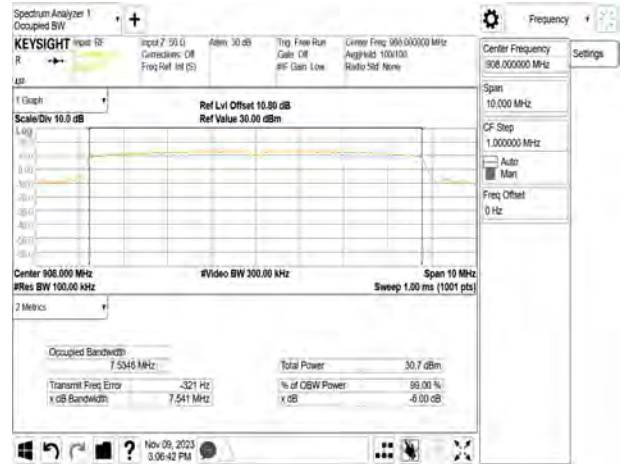 Spectrum Analyzer 1
Occupied BW
Frequency
KEYSIGHT Input: RF
Input Z: 50 Ω
Atten: 30 dB
Trig: Free Run
Center Freq: 908.000000 MHz
R
Corrections: Off
Gate: Off
Avg|Hold: 100/100
Freq Ref: Int (S)
#IF Gain: Low
Radio Std: None
Center Frequency
908.000000 MHz
Settings
Span
10.000 MHz
CF Step
1.000000 MHz
Auto
Man
Freq Offset
0 Hz
1 Graph
Ref Lvl Offset 10.80 dB
Scale/Div 10.0 dB
Ref Value 30.00 dBm
Log
Center 908.000 MHz
#Video BW 300.00 kHz
Span 10 MHz
#Res BW 100.00 kHz
Sweep 1.00 ms (1001 pts)
2 Metrics
Occupied Bandwidth
7.5346 MHz
Total Power
30.7 dBm
Transmit Freq Error
-321 Hz
% of OBW Power
99.00 %
x dB Bandwidth
7.541 MHz
x dB
-6.00 dB
?
Nov 09, 2023
3:06:42 PM